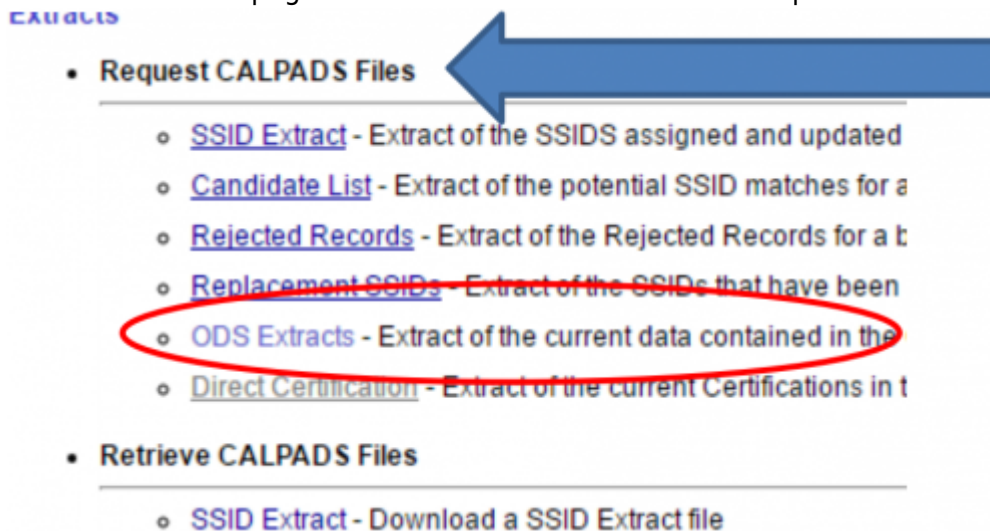 Extracts
• Request CALPADS Files
○ SSID Extract - Extract of the SSIDS assigned and updated
○ Candidate List - Extract of the potential SSID matches for a
○ Rejected Records - Extract of the Rejected Records for a b
○ Replacement SSIDs - Extract of the SSIDs that have been
○ ODS Extracts - Extract of the current data contained in the
○ Direct Certification - Extract of the current Certifications in t
• Retrieve CALPADS Files
○ SSID Extract - Download a SSID Extract file